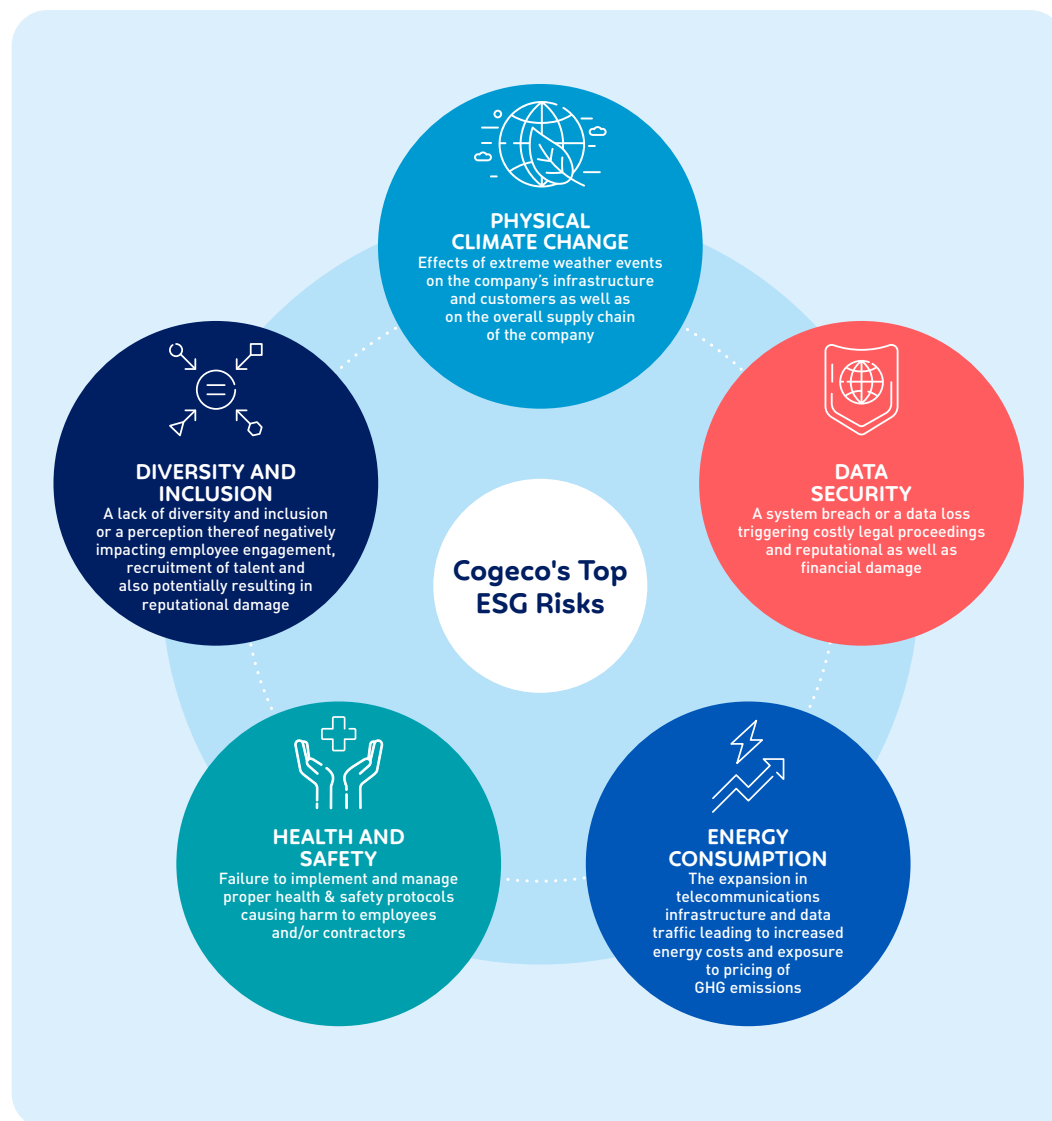 PHYSICAL
CLIMATE CHANGE
Effects of extreme weather events
on the company's infrastructure
and customers as well as
on the overall supply chain
of the company
DIVERSITY AND
INCLUSION
A lack of diversity and inclusion
or a perception thereof negatively
impacting employee engagement,
recruitment of talent and
also potentially resulting in
reputational damage
DATA
SECURITY
A system breach or a data loss
triggering costly legal proceedings
and reputational as well as
financial damage
Cogeco's Top
ESG Risks
HEALTH AND
SAFETY
Failure to implement and manage
proper health & safety protocols
causing harm to employees
and/or contractors
ENERGY
CONSUMPTION
The expansion in
telecommunications
infrastructure and data
traffic leading to increased
energy costs and exposure
to pricing of
GHG emissions